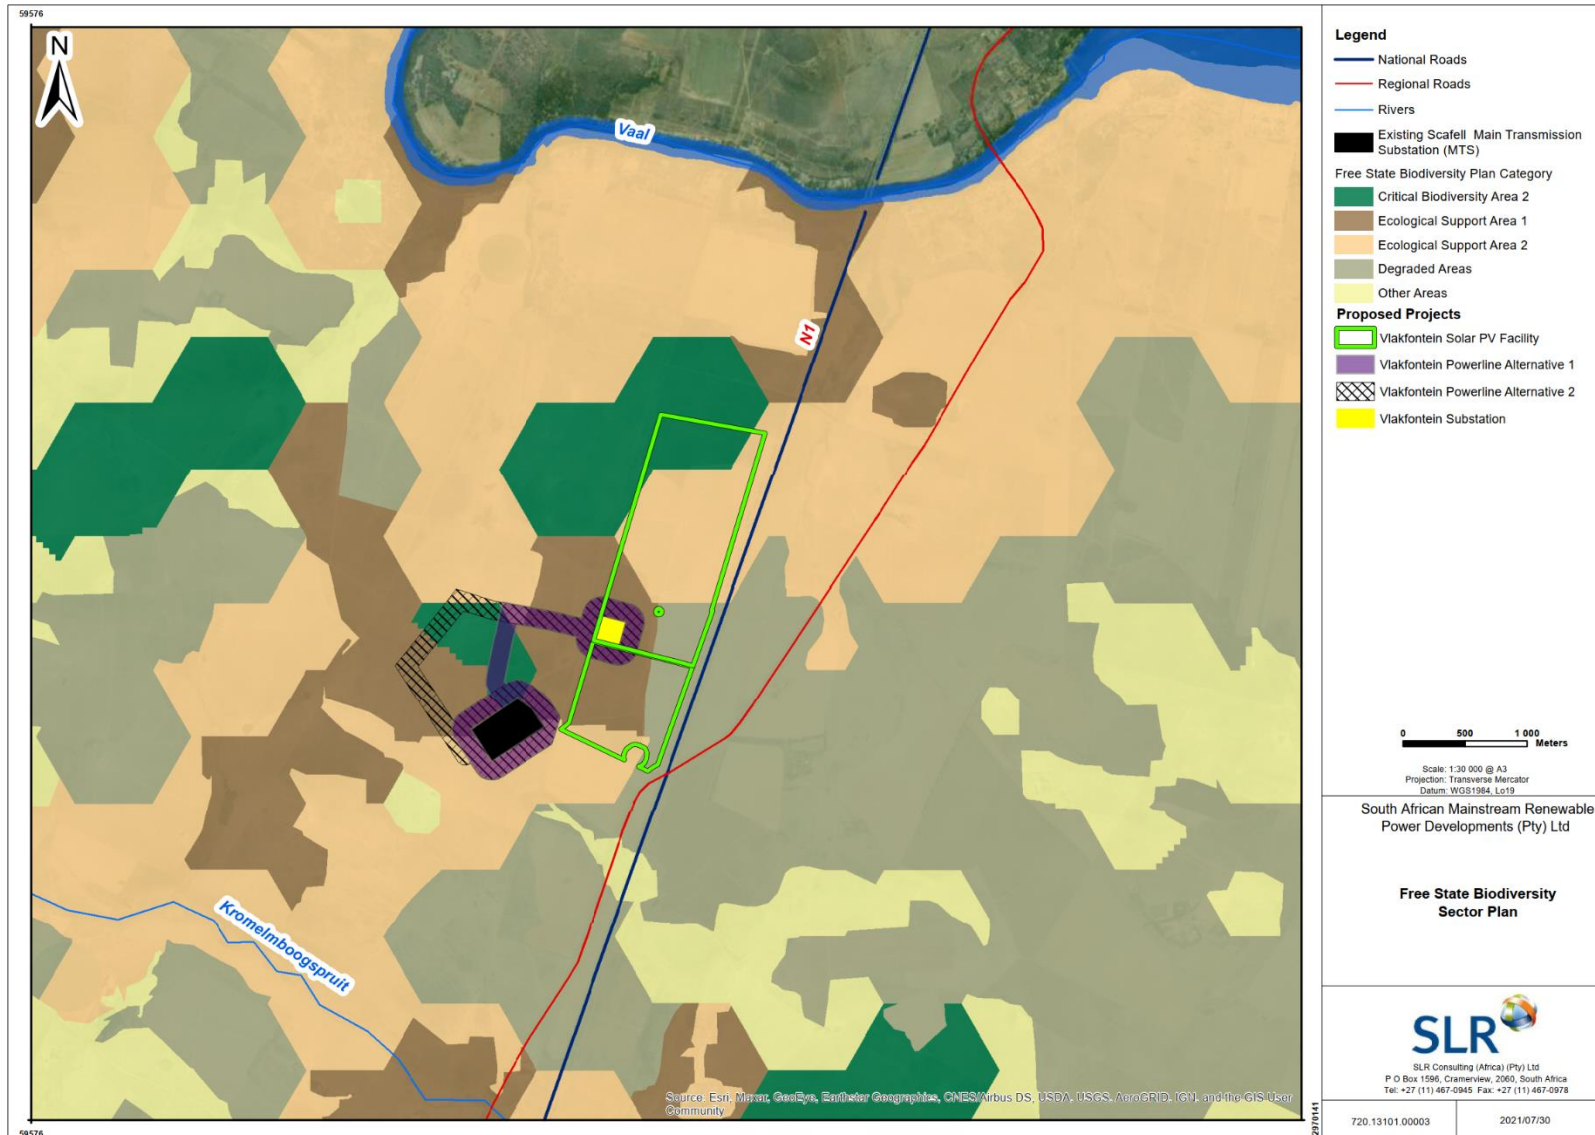 59576
N
Vaal
N1
Kromelmboogspruit
Source: Esri, Maxar, GeoEye, Earthstar Geographics, CNES/Airbus DS, USDA, USGS, AeroGRID, IGN, and the GIS User
Community
59576
2970141
Legend
National Roads
Regional Roads
Rivers
Existing Scafell Main Transmission
Substation (MTS)
Free State Biodiversity Plan Category
Critical Biodiversity Area 2
Ecological Support Area 1
Ecological Support Area 2
Degraded Areas
Other Areas
Proposed Projects
Vlakfontein Solar PV Facility
Vlakfontein Powerline Alternative 1
Vlakfontein Powerline Alternative 2
Vlakfontein Substation
0 500 1 000
Meters
Scale: 1:30 000 @ A3
Projection: Transverse Mercator
Datum: WGS1984, Lo19
South African Mainstream Renewable
Power Developments (Pty) Ltd
Free State Biodiversity
Sector Plan
SLR
SLR Consulting (Africa) (Pty) Ltd
P O Box 1596, Cramerview, 2060, South Africa
Tel: +27 (11) 467-0945 Fax: +27 (11) 467-0978
720.13101.00003
2021/07/30